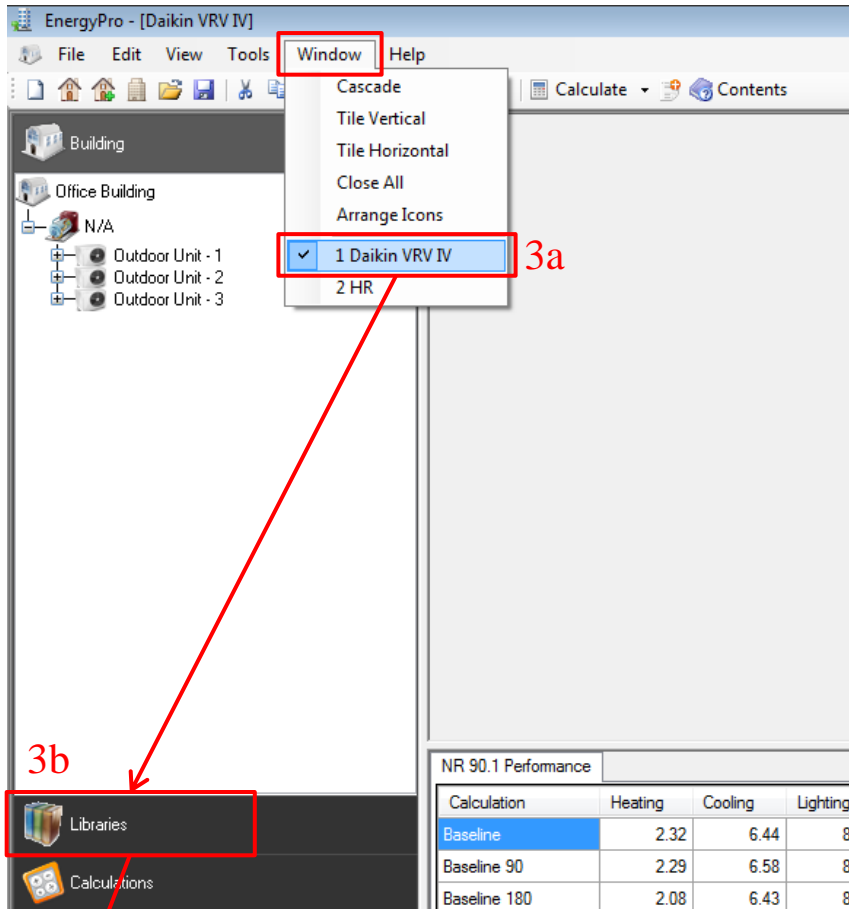 EnergyPro - [Daikin VRV IV]
File Edit View Tools Window Help
Calculate Contents
Cascade
Tile Vertical
Tile Horizontal
Close All
Arrange Icons
1 Daikin VRV IV
2 HR
3a
Building
Office Building
N/A
Outdoor Unit - 1
Outdoor Unit - 2
Outdoor Unit - 3
3b
Libraries
Calculations
NR 90.1 Performance
Calculation Heating Cooling Lighting
Baseline 2.32 6.44 8
Baseline 90 2.29 6.58 8
Baseline 180 2.08 6.43 8